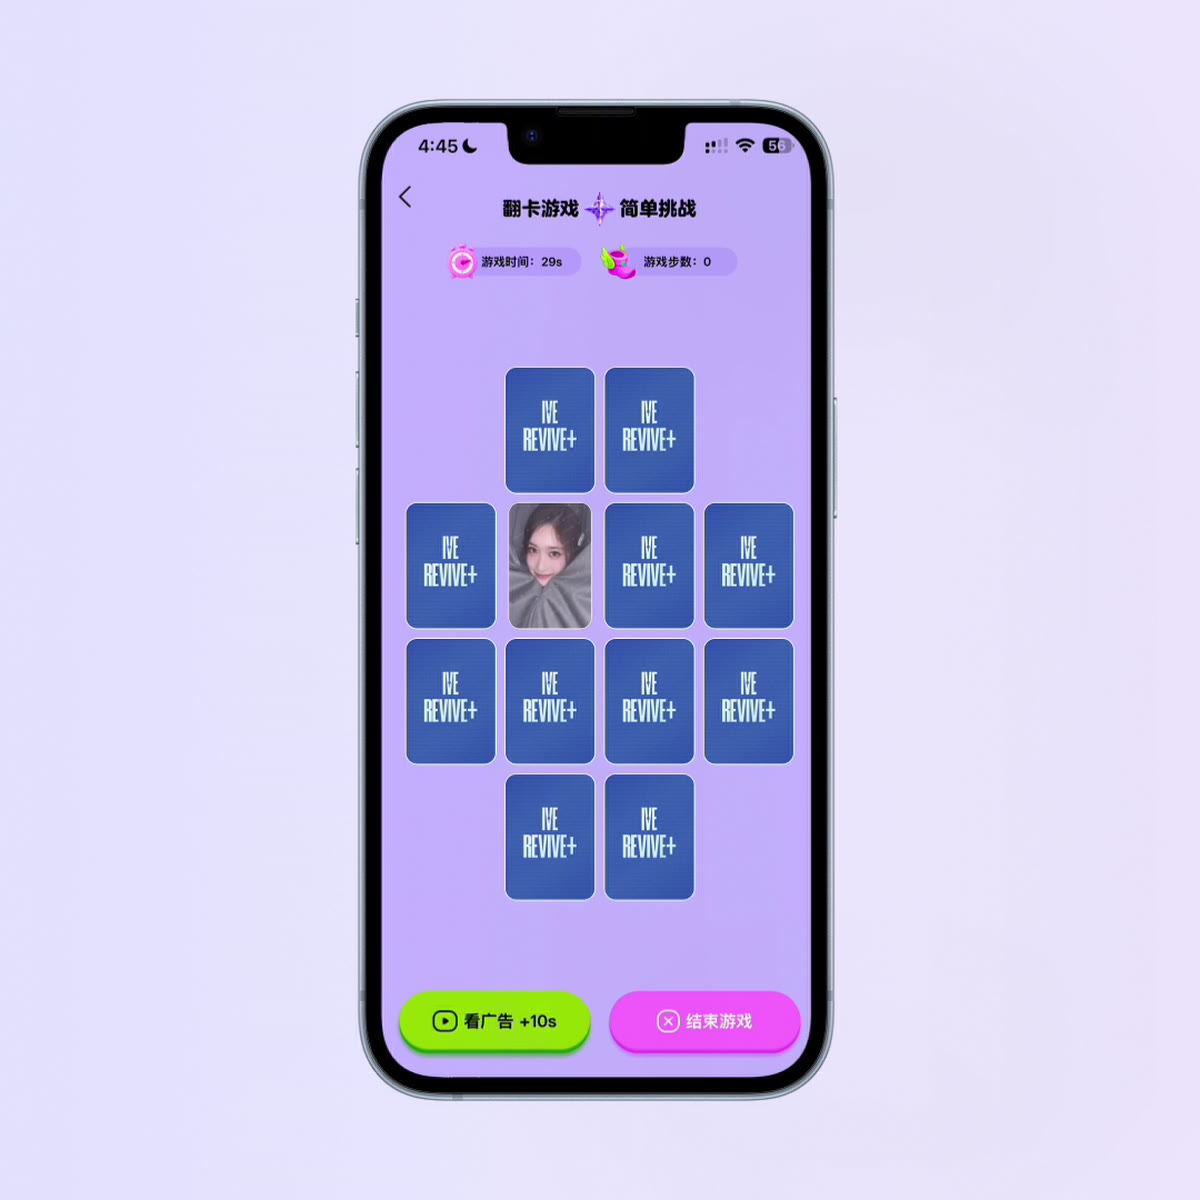 4:45
56
翻卡游戏 简单挑战
游戏时间：29s
游戏步数：0
IVE
REVIVE+
IVE
REVIVE+
IVE
REVIVE+
IVE
REVIVE+
IVE
REVIVE+
IVE
REVIVE+
IVE
REVIVE+
IVE
REVIVE+
IVE
REVIVE+
IVE
REVIVE+
IVE
REVIVE+
看广告 +10s
结束游戏